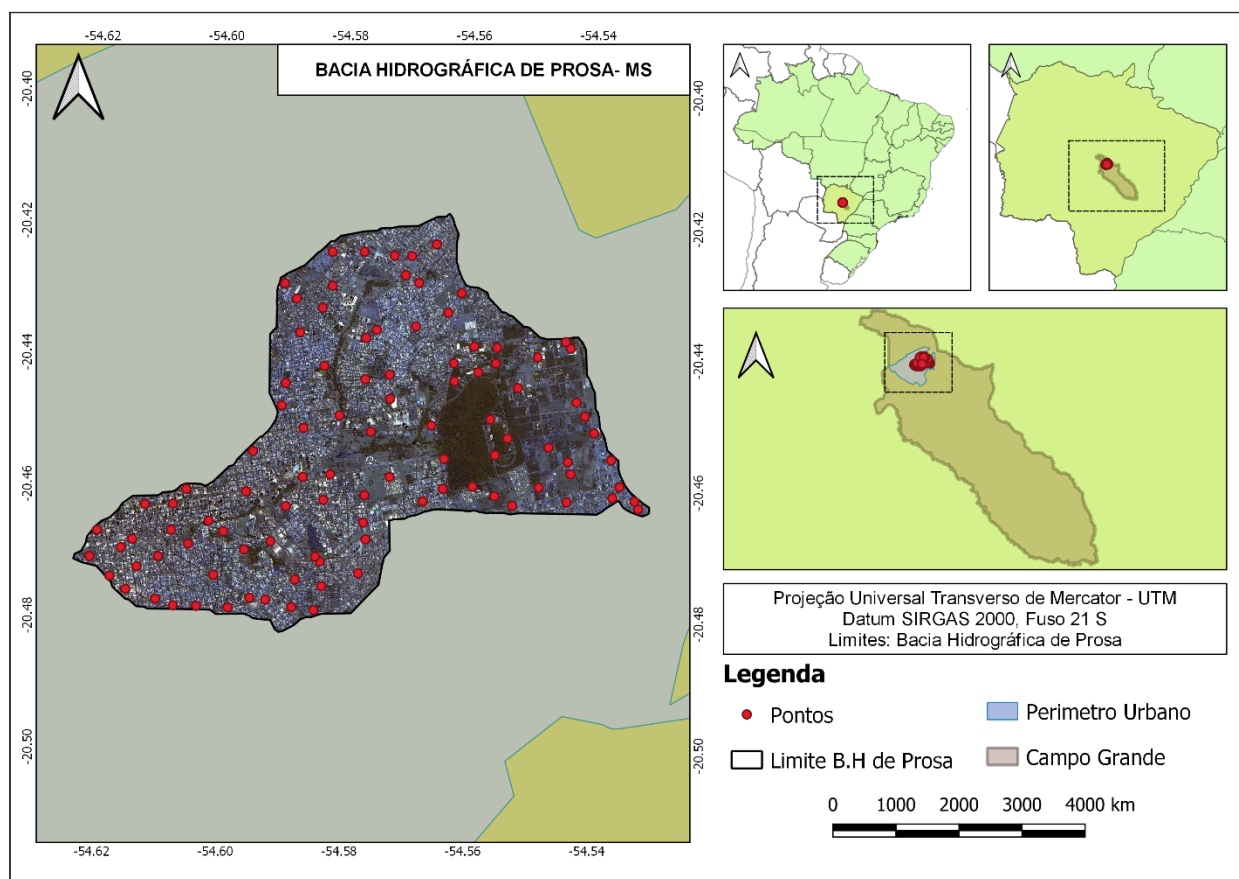 -54.62 -54.60 -54.58 -54.56 -54.54
BACIA HIDROGRÁFICA DE PROSA- MS
-20.40 -20.40
-20.42 -20.42
-20.44 -20.44
-20.46 -20.46
-20.48 -20.48
-20.50 -20.50
-54.62 -54.60 -54.58 -54.56 -54.54
Projeção Universal Transverso de Mercator - UTM
Datum SIRGAS 2000, Fuso 21 S
Limites: Bacia Hidrográfica de Prosa
Legenda
Pontos
Perimetro Urbano
Limite B.H de Prosa
Campo Grande
0 1000 2000 3000 4000 km